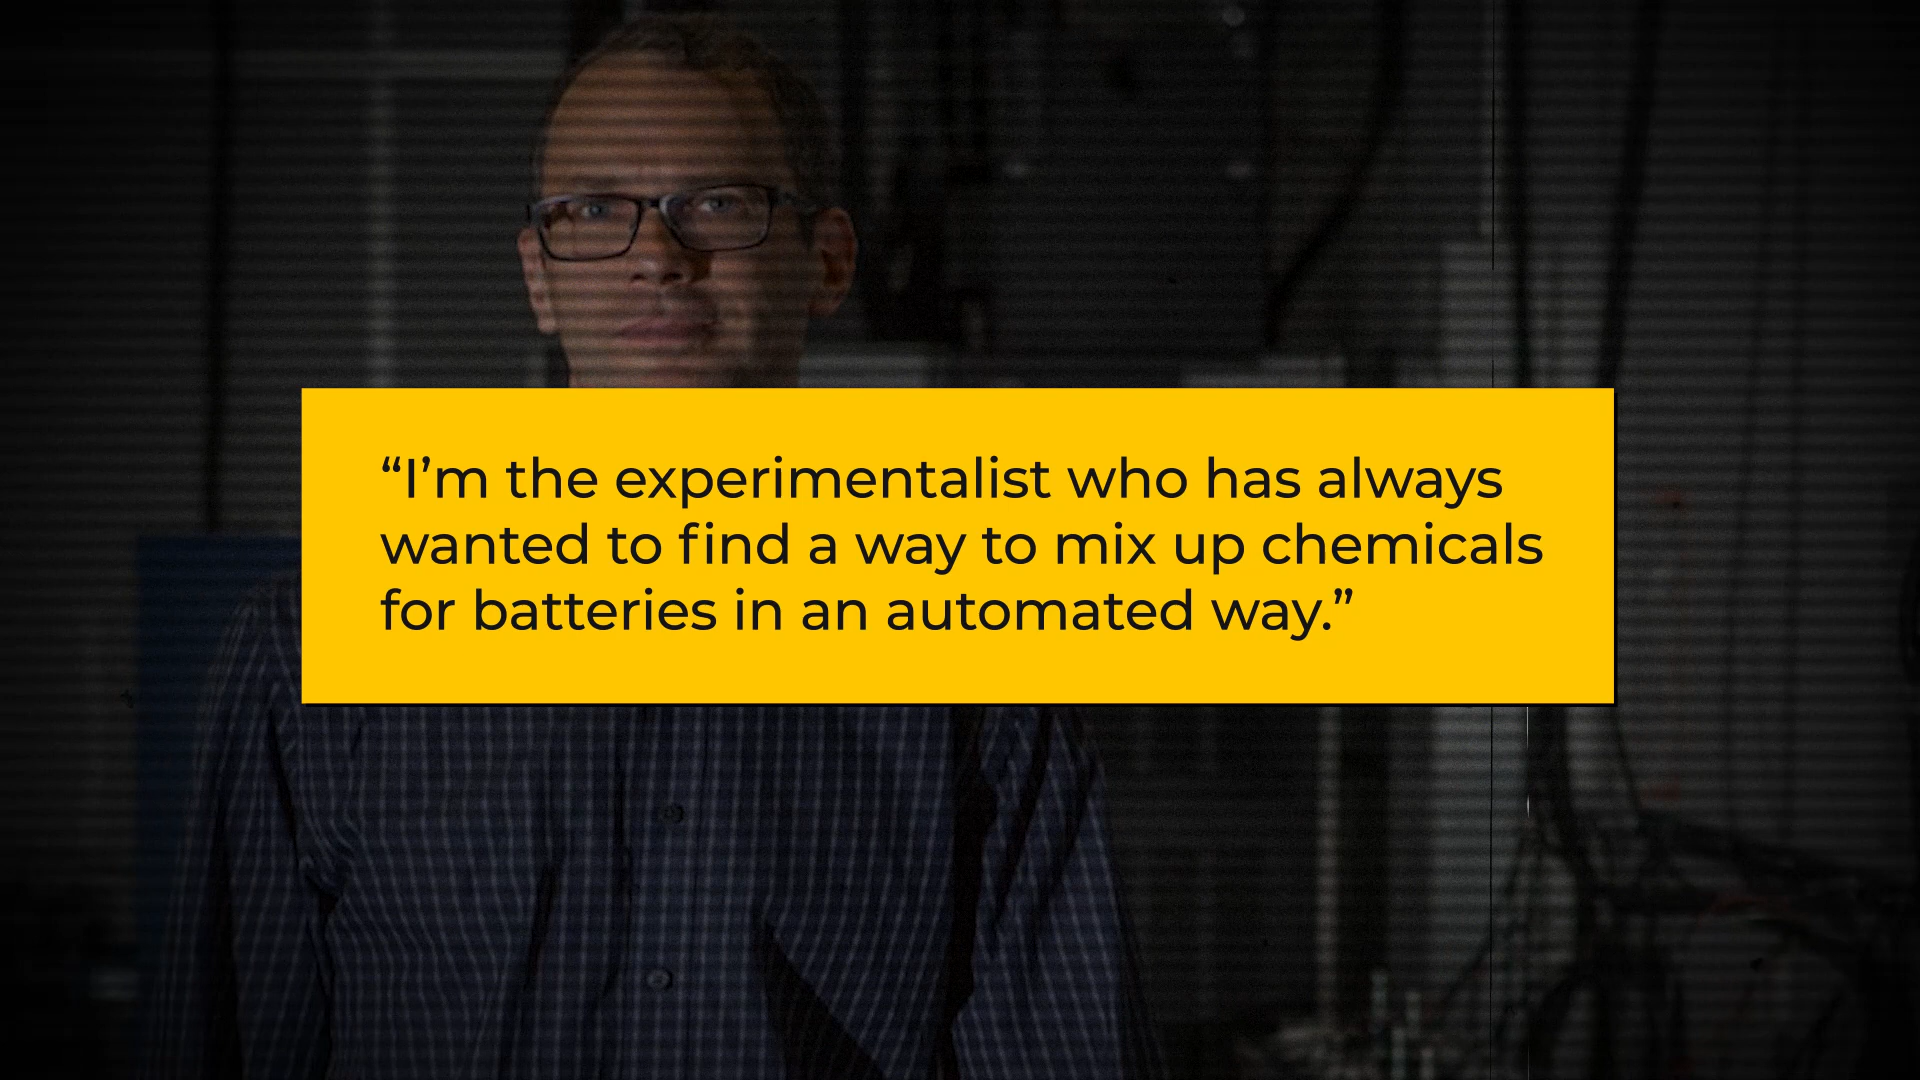 “I’m the experimentalist who has always
wanted to find a way to mix up chemicals
for batteries in an automated way.”